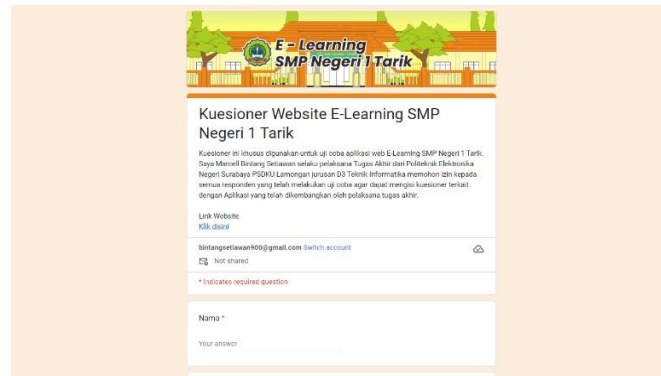 E - Learning
SMP Negeri 1 Tarik
Kuesioner Website E-Learning SMP
Negeri 1 Tarik
Kuesioner ini khusus digunakan untuk uji coba aplikasi web E-Learning SMP Negeri 1 Tarik.
Saya Marcell Bintang Setiawan selaku pelaksana Tugas Akhir dari Politeknik Elektronika
Negeri Surabaya PSDKU Lamongan jurusan D3 Teknik Informatika memohon izin kepada
semua responden yang telah melakukan uji coba agar dapat mengisi kuesioner terkait
dengan Aplikasi yang telah dikembangkan oleh pelaksana tugas akhir.
Link Website
Klik disini
bintangsetiawan900@gmail.com Switch account
Not shared
* Indicates required question
Nama *
Your answer